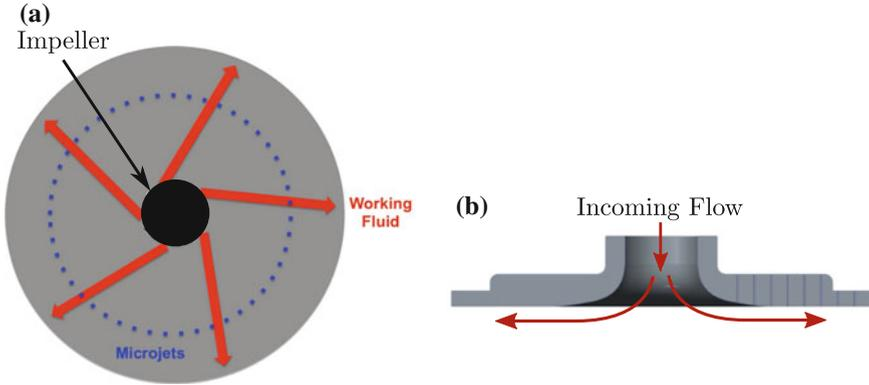 (a)
Impeller
Working
Fluid
Microjets
(b)
Incoming Flow